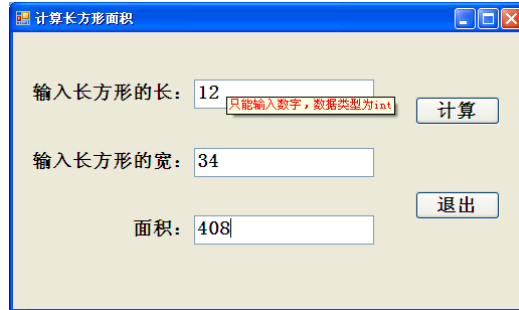 计算长方形面积
输入长方形的长：12
只能输入数字，数据类型为int
计算
输入长方形的宽：34
退出
面积：408